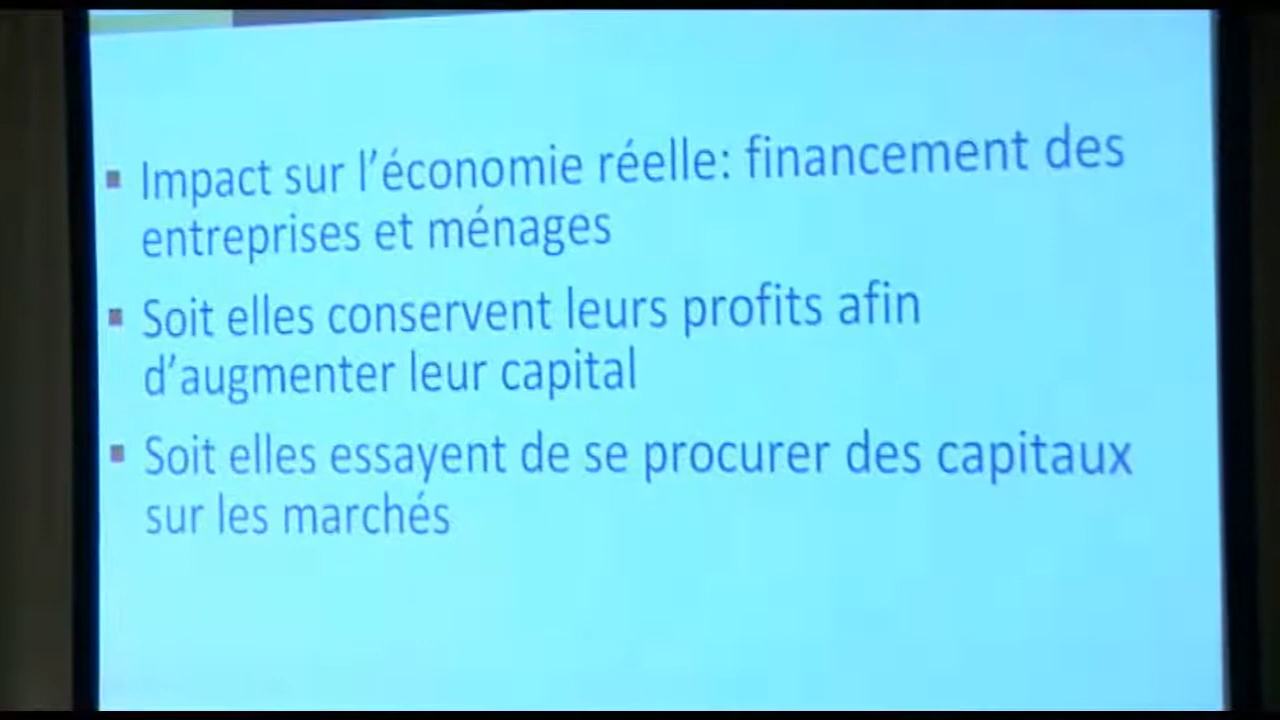 ▪ Impact sur l'économie réelle: financement des
entreprises et ménages
▪ Soit elles conservent leurs profits afin
d'augmenter leur capital
▪ Soit elles essayent de se procurer des capitaux
sur les marchés